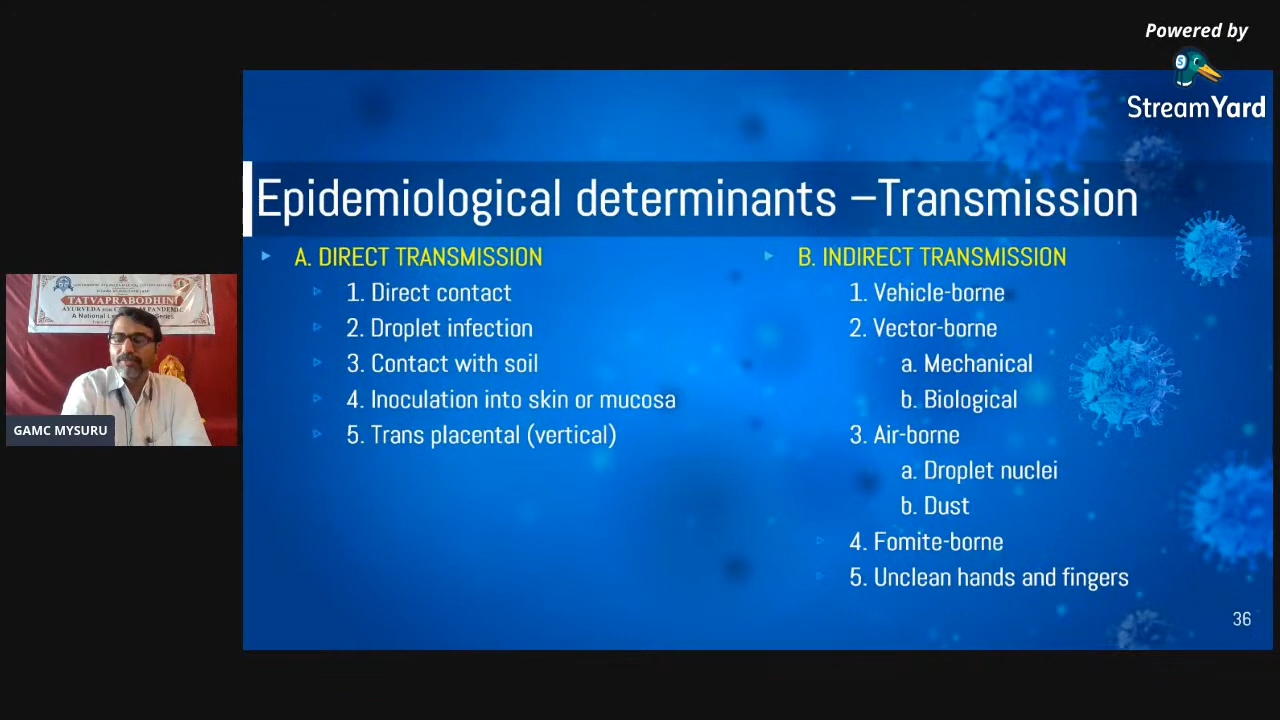 Powered by
StreamYard
Epidemiological determinants –Transmission
A. DIRECT TRANSMISSION
1. Direct contact
2. Droplet infection
3. Contact with soil
4. Inoculation into skin or mucosa
5. Trans placental (vertical)
B. INDIRECT TRANSMISSION
1. Vehicle-borne
2. Vector-borne
a. Mechanical
b. Biological
3. Air-borne
a. Droplet nuclei
b. Dust
4. Fomite-borne
5. Unclean hands and fingers
36
TATVAPRABODHINI
AYURVEDA
PANDEMIC
A National
Series
GAMC MYSURU